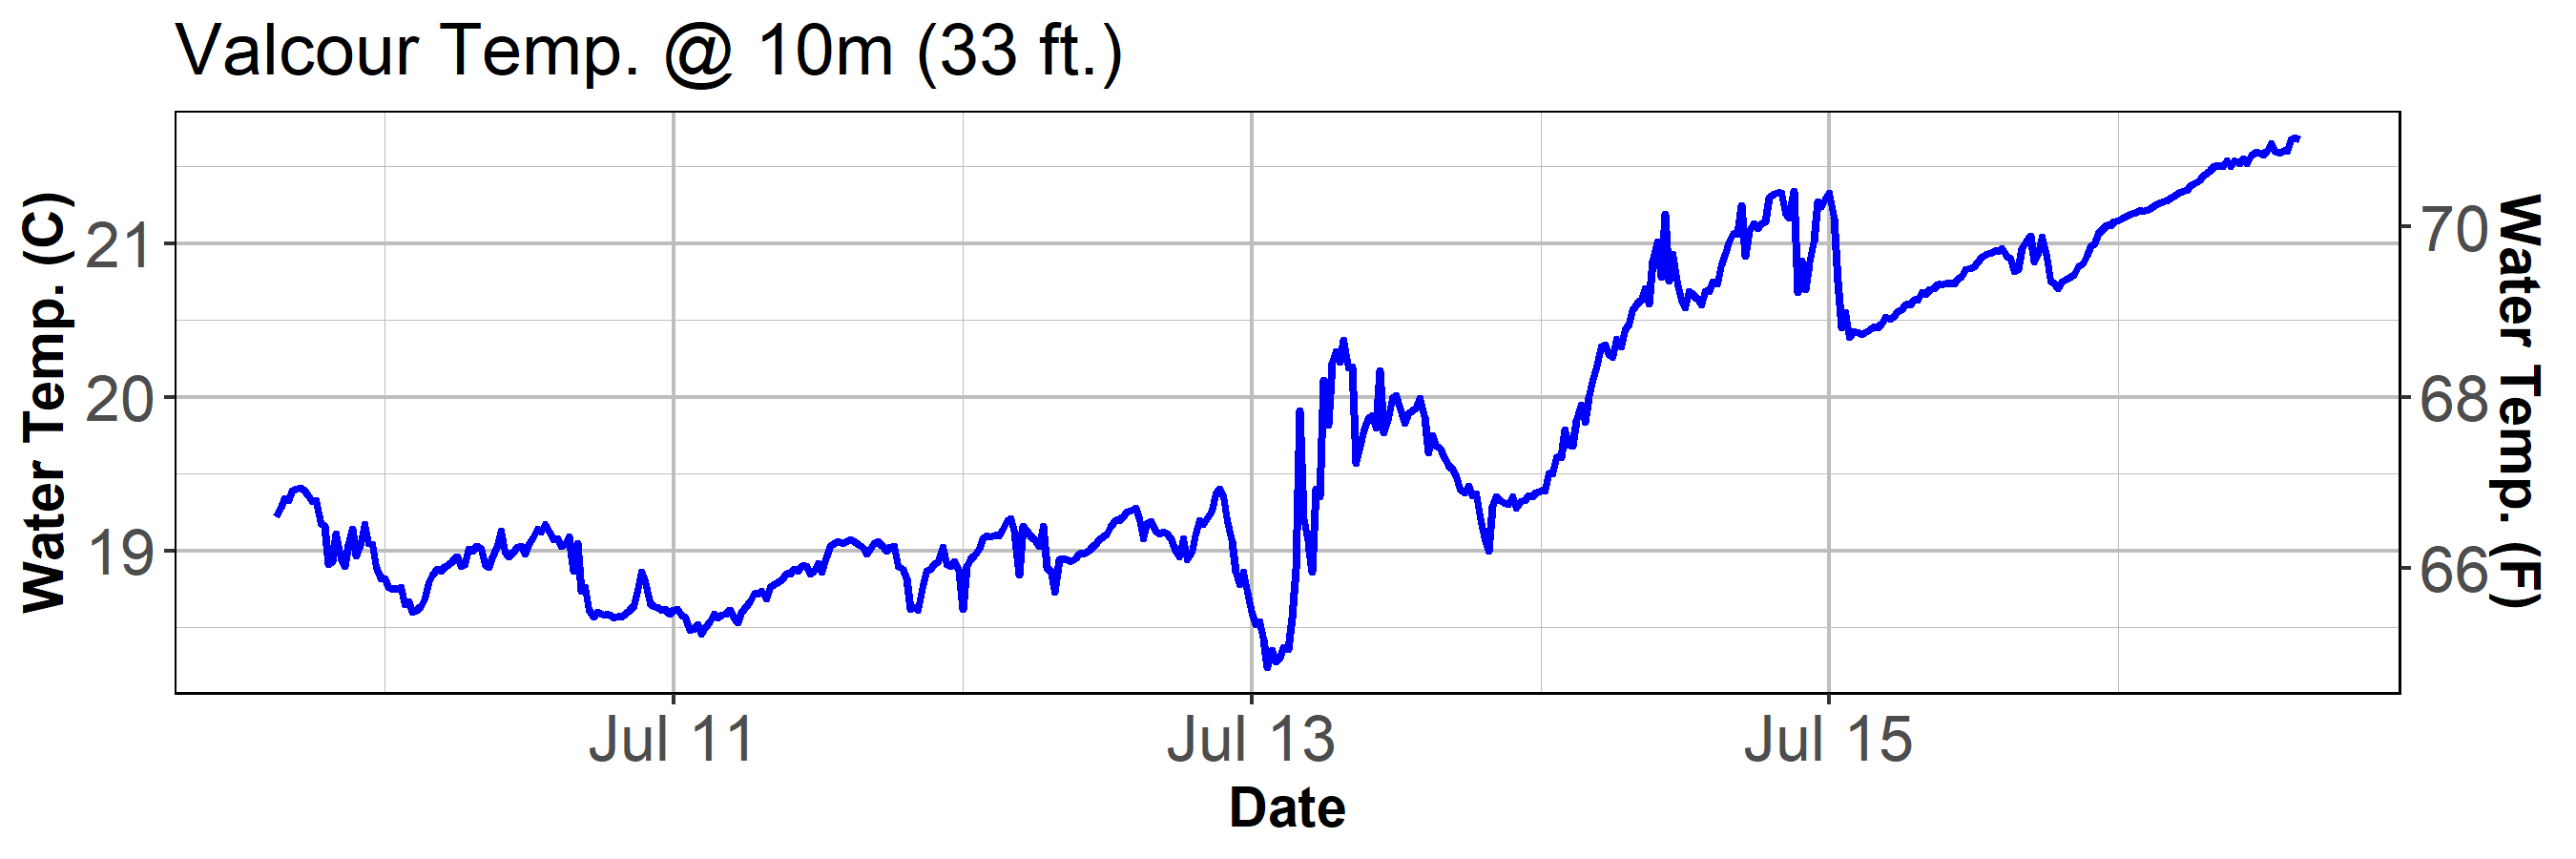 Valcour Temp. @ 10m (33 ft.)
Water Temp. (C)
21
20
19
70
68
66
Water Temp. (F)
Jul 11
Jul 13
Jul 15
Date